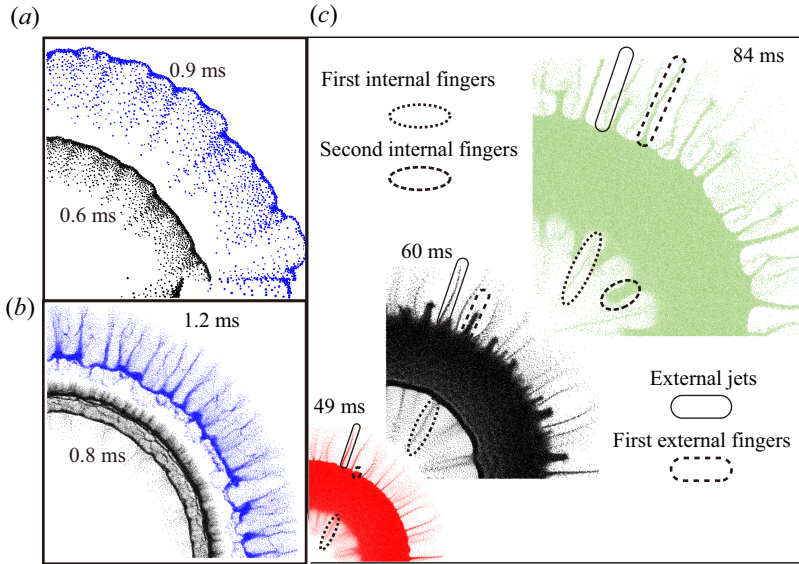 (a)
0.9 ms
0.6 ms
(b)
1.2 ms
0.8 ms
(c)
84 ms
First internal fingers
Second internal fingers
60 ms
49 ms
External jets
First external fingers